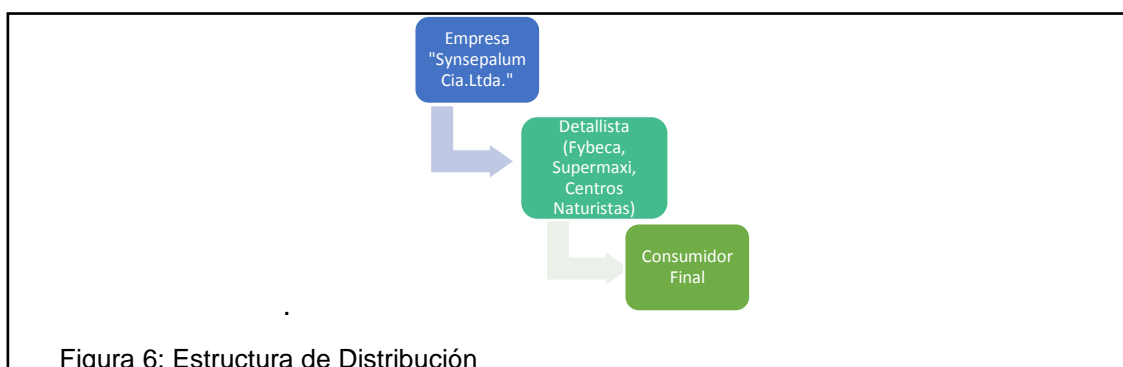 Empresa
"Synsepalum
Cia.Ltda."
Detallista
(Fybeca,
Supermaxi,
Centros
Naturistas)
Consumidor
Final
.
Figura 6: Estructura de Distribución